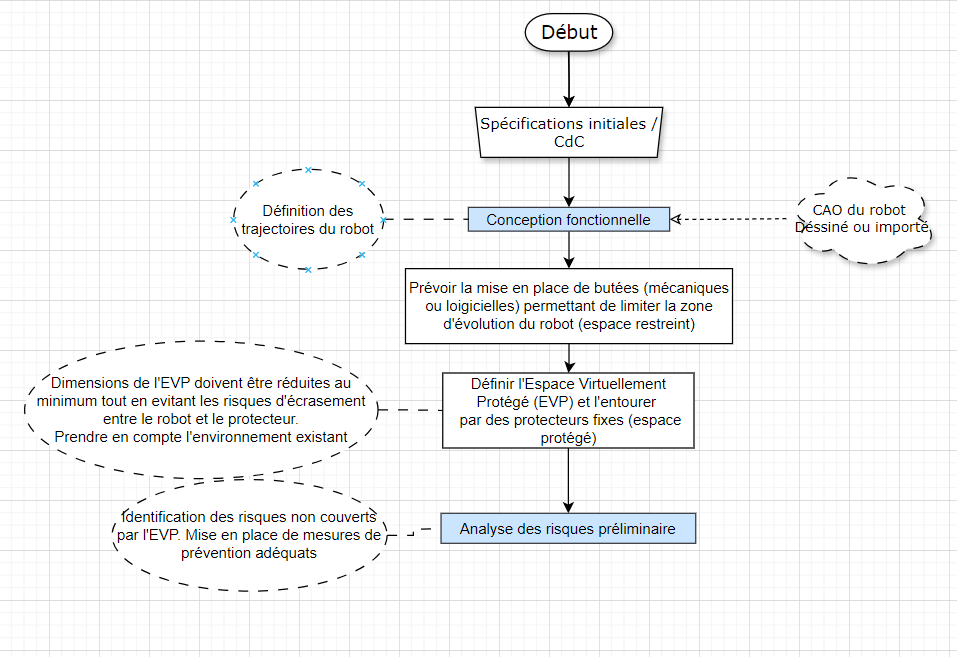 Début
Spécifications initiales /
CdC
Définition des
trajectoires du robot
Conception fonctionnelle
CAO du robot
Déssiné ou importé
Prévoir la mise en place de butées (mécaniques
ou loigicielles) permettant de limiter la zone
d'évolution du robot (espace restreint)
Dimensions de l'EVP doivent être réduites au
minimum tout en evitant les risques d'écrasement
entre le robot et le protecteur.
Prendre en compte l'environnement existant
Définir l'Espace Virtuellement
Protégé (EVP) et l'entourer
par des protecteurs fixes (espace
protégé)
Identification des risques non couverts
par l'EVP. Mise en place de mesures de
prévention adéquats
Analyse des risques préliminaire